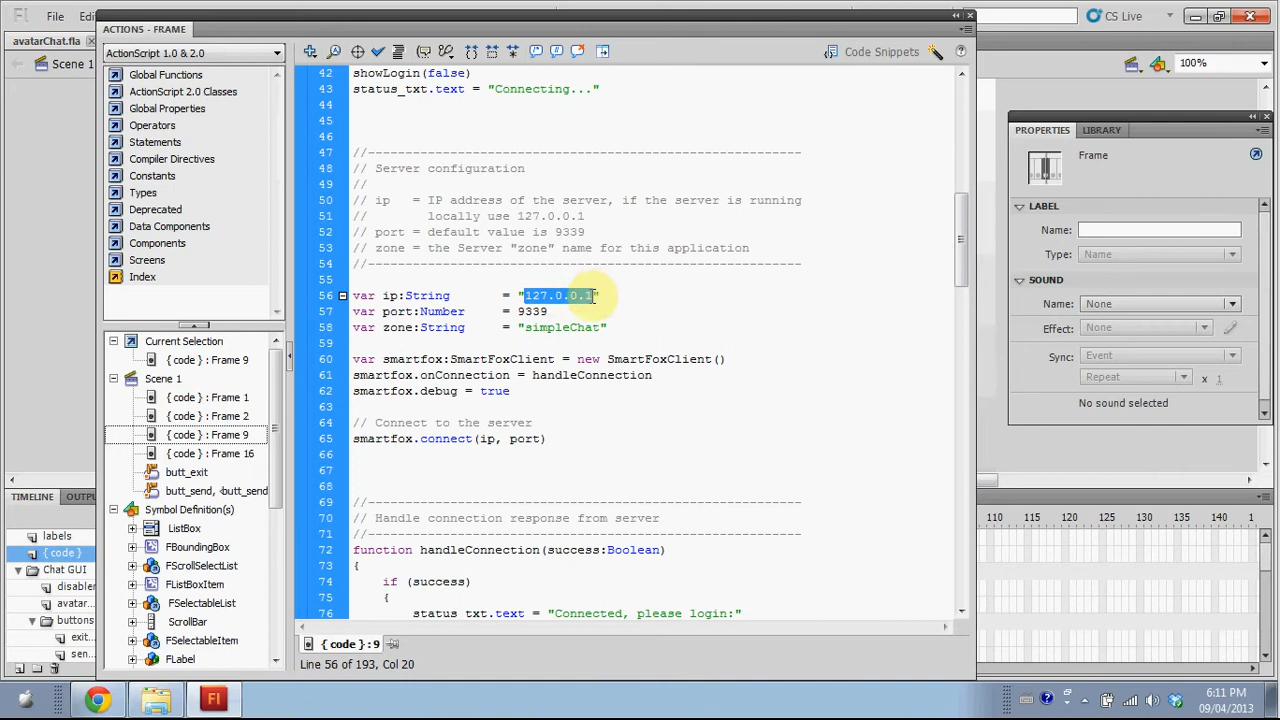 Fl File Edi CS Live
ACTIONS - FRAME
avatarChat.fla
ActionScript 1.0 & 2.0
Code Snippets
Scene 1
100%
Global Functions
ActionScript 2.0 Classes
Global Properties
Operators
Statements
Compiler Directives
Constants
Types
Deprecated
Data Components
Components
Screens
Index
Current Selection
{ code } : Frame 9
Scene 1
{ code } : Frame 1
{ code } : Frame 2
{ code } : Frame 9
{ code } : Frame 16
butt_exit
butt_send, <butt_send
Symbol Definition(s)
ListBox
FBoundingBox
FScrollSelectList
FListBoxItem
FSelectableList
ScrollBar
FSelectableItem
FLabel
42 showLogin(false)
43 status_txt.text = "Connecting..."
44
45
46
47 //----------------------------------------------------------
48 // Server configuration
49 //
50 // ip = IP address of the server, if the server is running
51 // locally use 127.0.0.1
52 // port = default value is 9339
53 // zone = the Server "zone" name for this application
54 //----------------------------------------------------------
55
56 var ip:String = "127.0.0.1"
57 var port:Number = 9339
58 var zone:String = "simpleChat"
59
60 var smartfox:SmartFoxClient = new SmartFoxClient()
61 smartfox.onConnection = handleConnection
62 smartfox.debug = true
63
64 // Connect to the server
65 smartfox.connect(ip, port)
66
67
68
69 //----------------------------------------------------------
70 // Handle connection response from server
71 //----------------------------------------------------------
72 function handleConnection(success:Boolean)
73 {
74 if (success)
75 {
76 status_txt.text = "Connected, please login:"
{ code } : 9
Line 56 of 193, Col 20
PROPERTIES LIBRARY
Frame
LABEL
Name:
Type: Name
SOUND
Name: None
Effect: None
Sync: Event
Repeat x 1
No sound selected
TIMELINE OUTPU
labels
{ code }
Chat GUI
disabler
avatar...
buttons
exit...
sen...
110 115 120 125 130 135 140 1
Fl
6:11 PM
09/04/2013